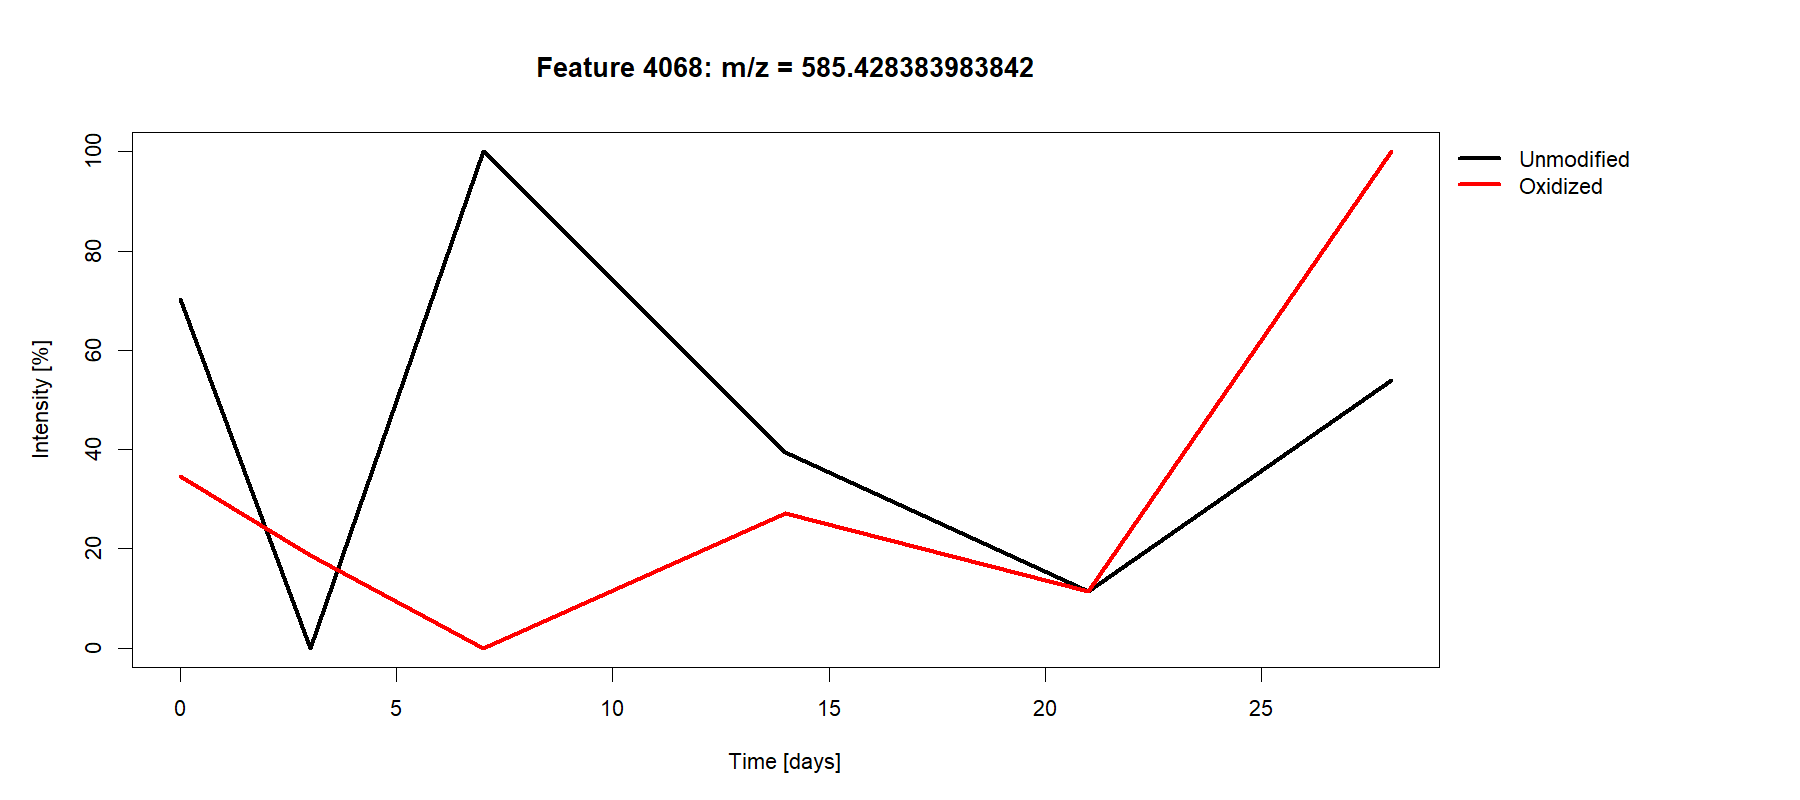 Feature 4068: m/z = 585.428383983842
Unmodified
Oxidized
Intensity [%]
100
80
60
40
20
0
0 5 10 15 20 25
Time [days]